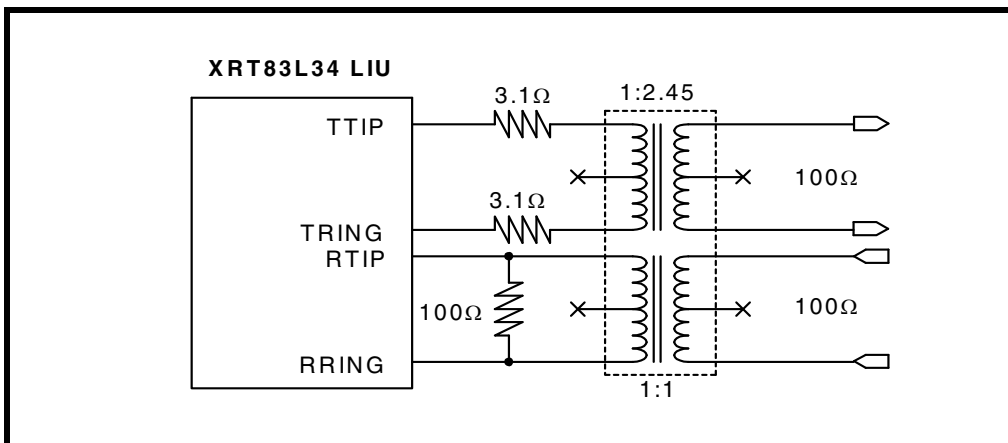 XRT83L34 LIU
3.1Ω
1:2.45
TTIP
100Ω
3.1Ω
TRING
RTIP
100Ω
100Ω
RRING
1:1